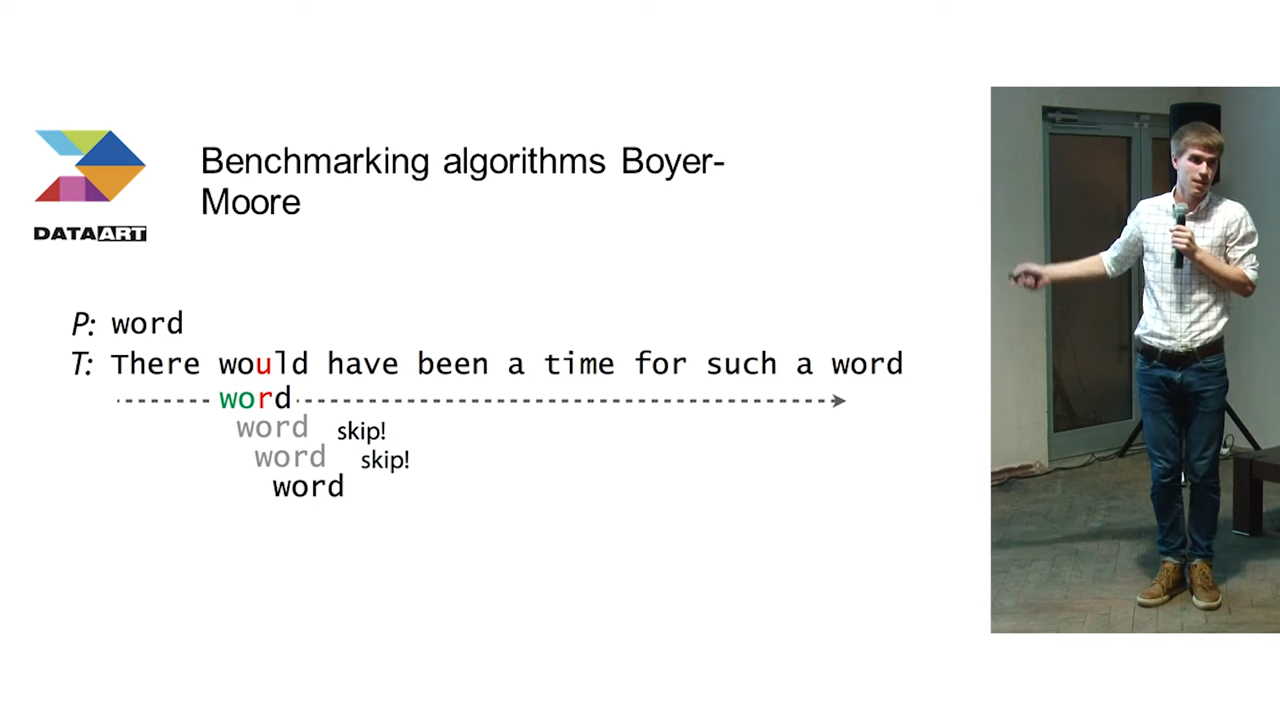 DATAART
Benchmarking algorithms Boyer-
Moore
P: word
T: There would have been a time for such a word
word
word skip!
word skip!
word